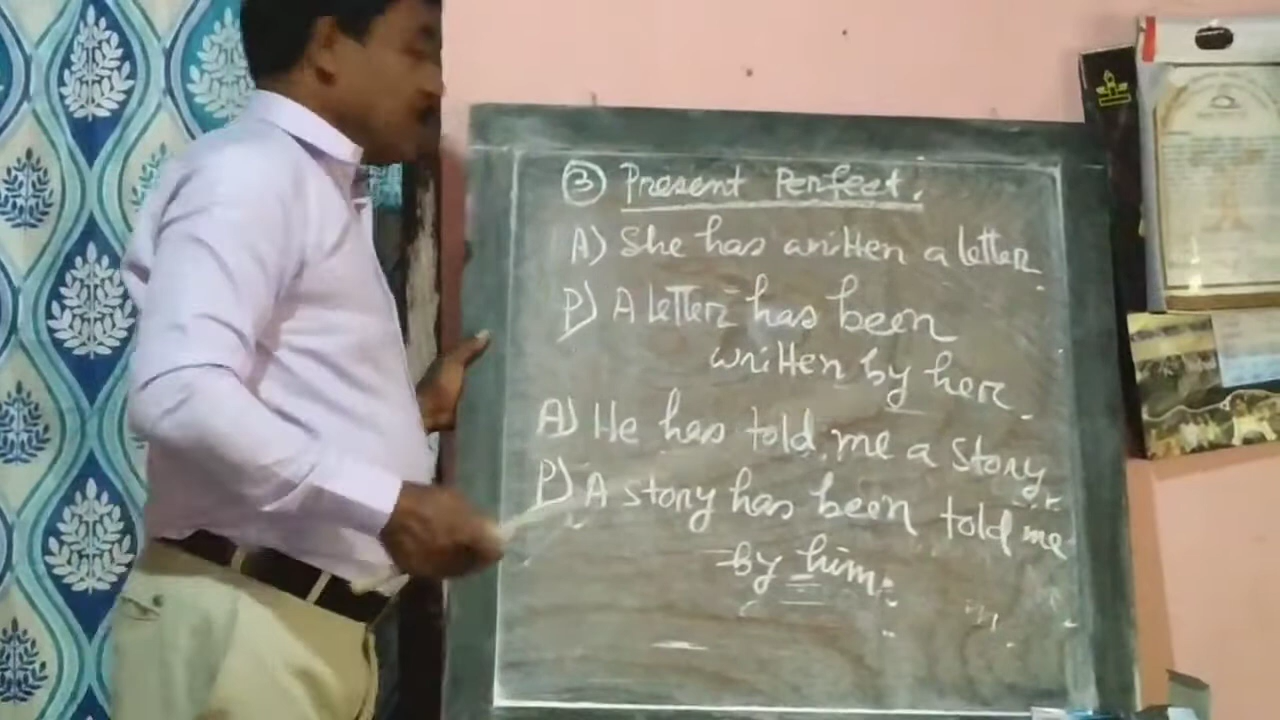 ③ Present Perfect.
A) She has written a letter.
P) A letter has been
written by her.
A) He has told me a story.
P) A story has been told me
by him.